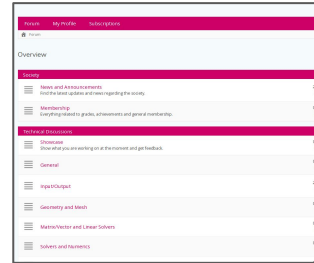 Forum My Profile Subscriptions
Forum
Overview
Society
News and Announcements
Find the latest updates and news regarding the society.
Membership
Everything related to grades, achievements and general membership.
Technical Discussions
Showcase
Show what you are working on at the moment and get feedback.
General
Input/Output
Geometry and Mesh
Matrix/Vector and Linear Solvers
Solvers and Numerics